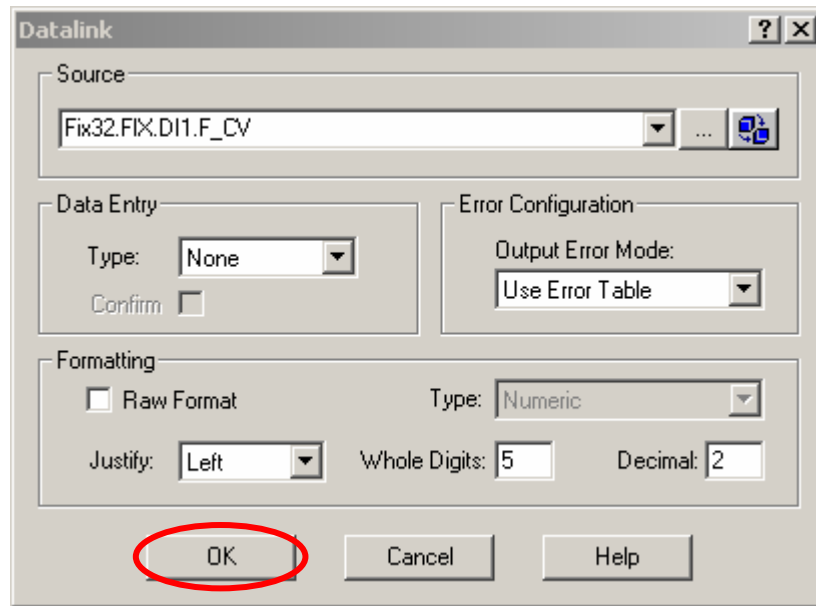 Datalink
Source
Fix32.FIX.DI1.F_CV ...
Data Entry
Type: None
Confirm
Error Configuration
Output Error Mode:
Use Error Table
Formatting
Raw Format Type: Numeric
Justify: Left Whole Digits: 5 Decimal: 2
OK Cancel Help